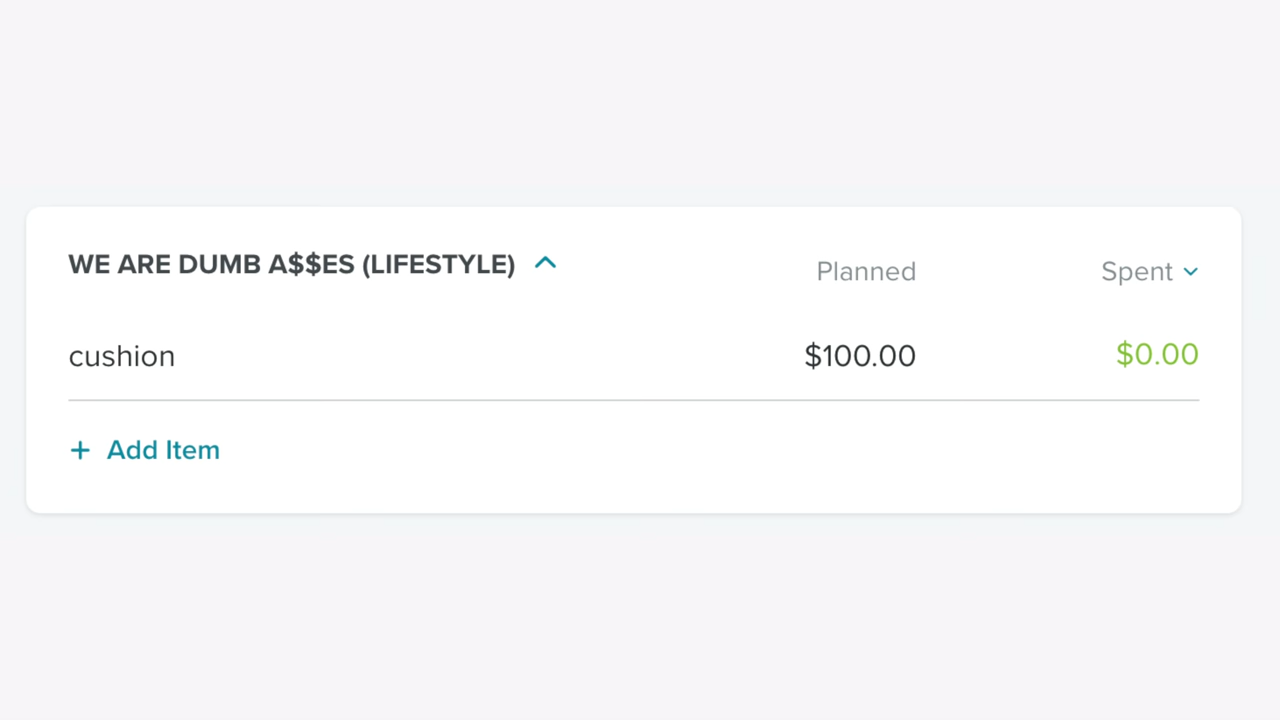 WE ARE DUMB A$$ES (LIFESTYLE) Planned Spent
cushion $100.00 $0.00
+ Add Item